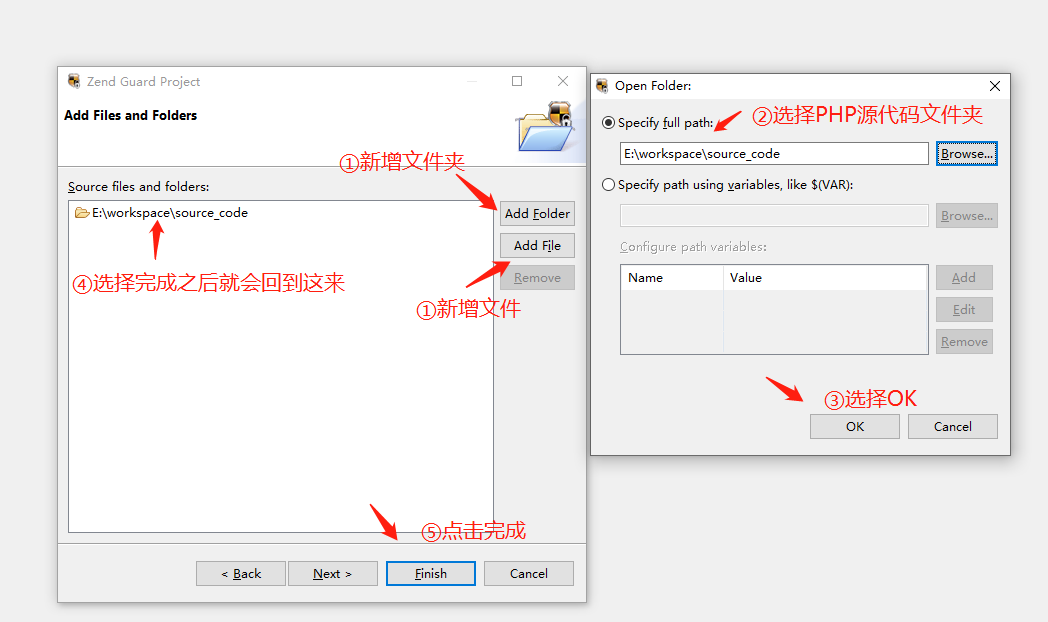 Zend Guard Project
Add Files and Folders
①新增文件夹
Source files and folders:
E:\workspace\source_code
Add Folder
Add File
Remove
④选择完成之后就会回到这来
①新增文件
⑤点击完成
< Back
Next >
Finish
Cancel
Open Folder:
Specify full path:
②选择PHP源代码文件夹
E:\workspace\source_code
Browse...
Specify path using variables, like $(VAR):
Browse...
Configure path variables:
Name
Value
Add
Edit
Remove
③选择OK
OK
Cancel